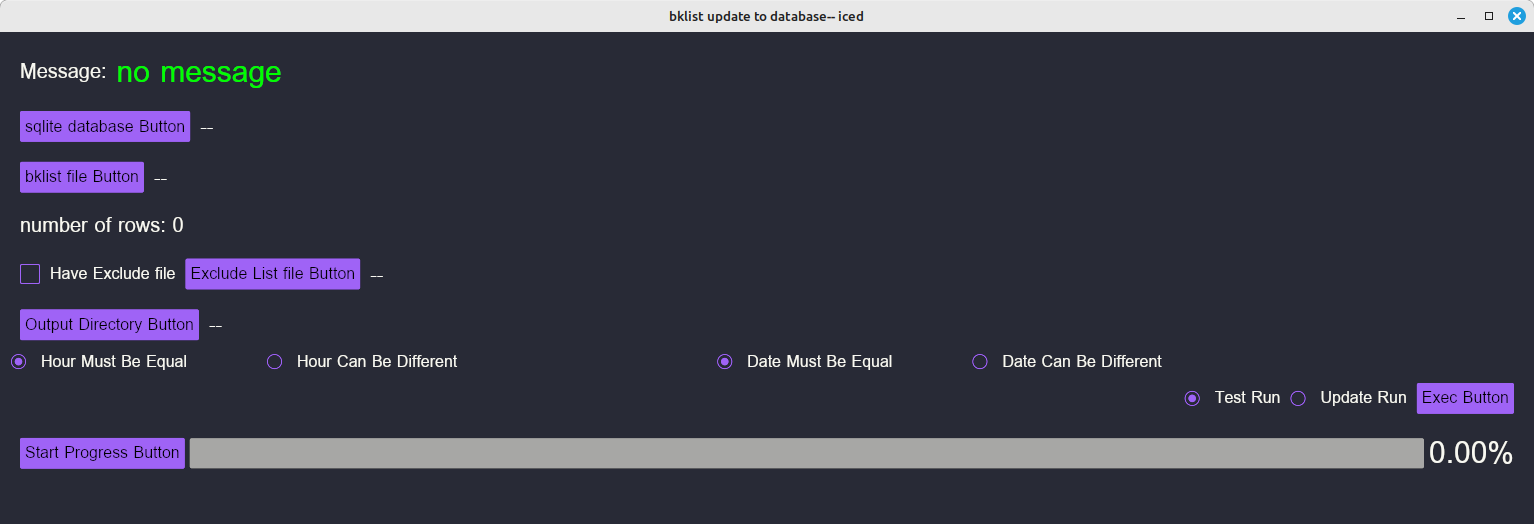 bklist update to database-- iced
Message: no message
sqlite database Button --
bklist file Button --
number of rows: 0
Have Exclude file Exclude List file Button --
Output Directory Button --
Hour Must Be Equal Hour Can Be Different Date Must Be Equal Date Can Be Different
Test Run Update Run Exec Button
Start Progress Button 0.00%